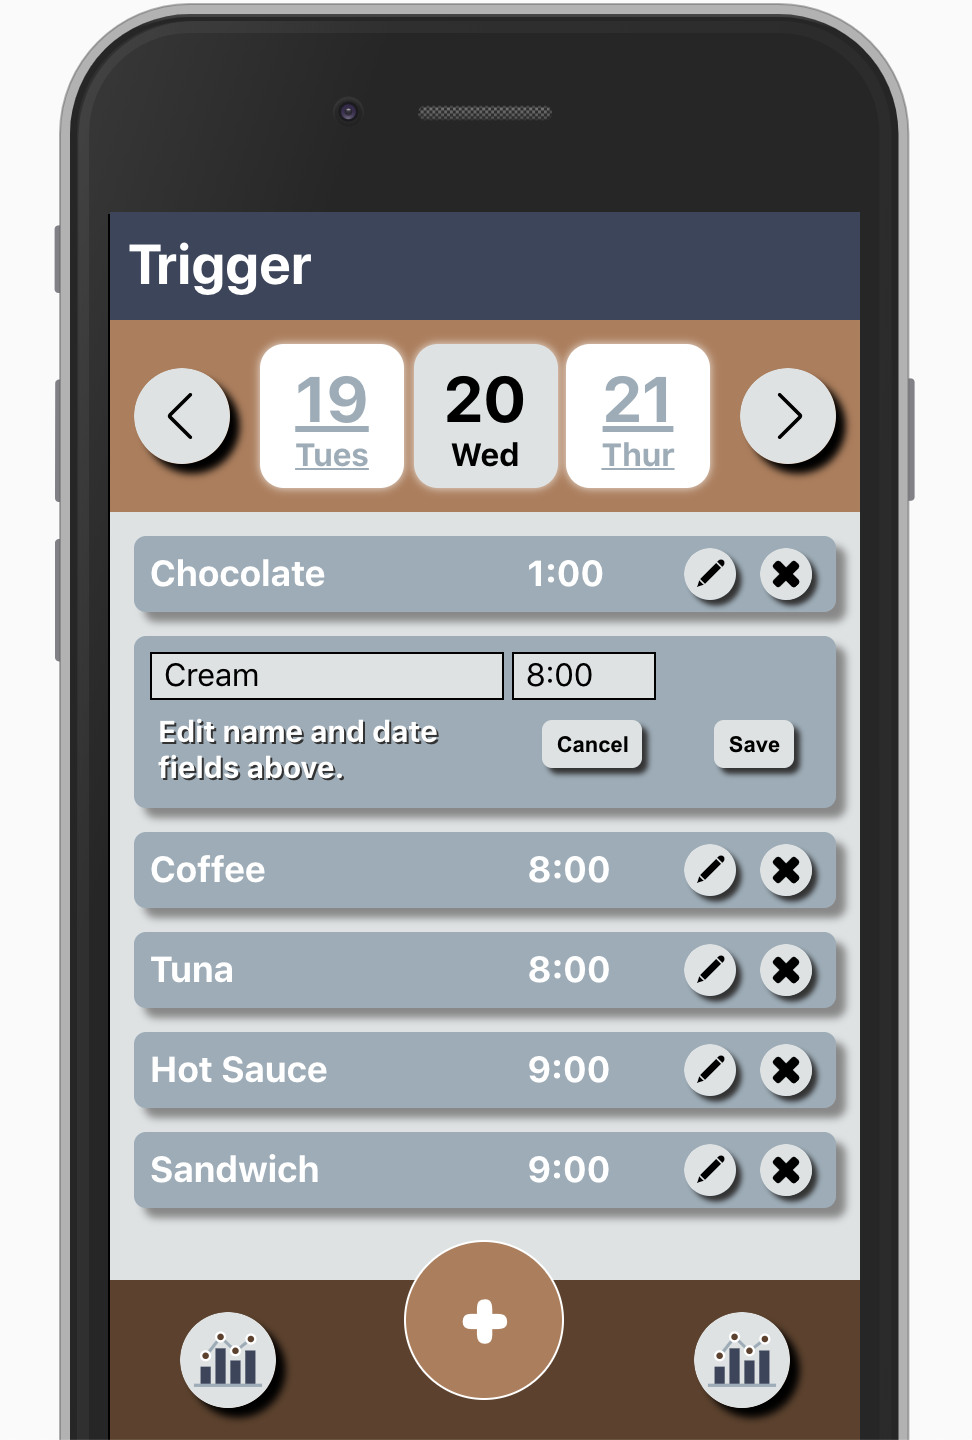 Trigger
19 20 21
Tues Wed Thur
Chocolate 1:00
Cream 8:00
Edit name and date
fields above.
Cancel Save
Coffee 8:00
Tuna 8:00
Hot Sauce 9:00
Sandwich 9:00